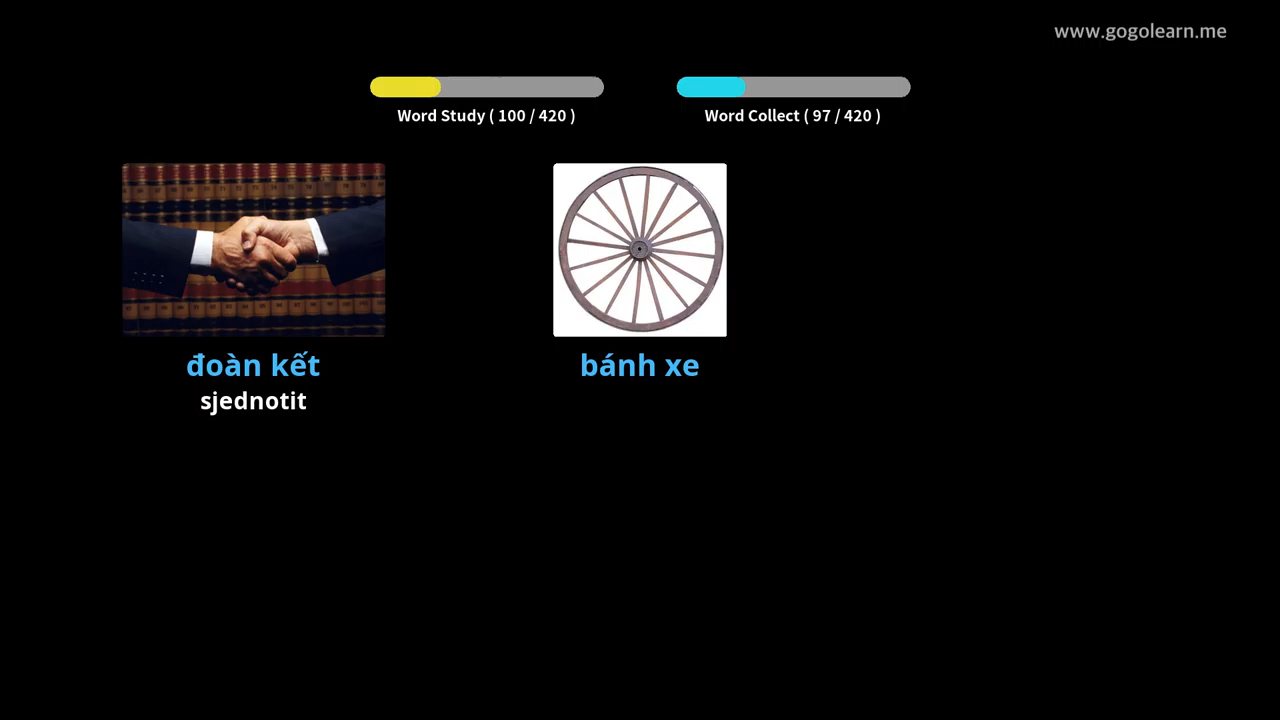 www.gogolearn.me
Word Study ( 100 / 420 )
Word Collect ( 97 / 420 )
đoàn kết
sjednotit
bánh xe